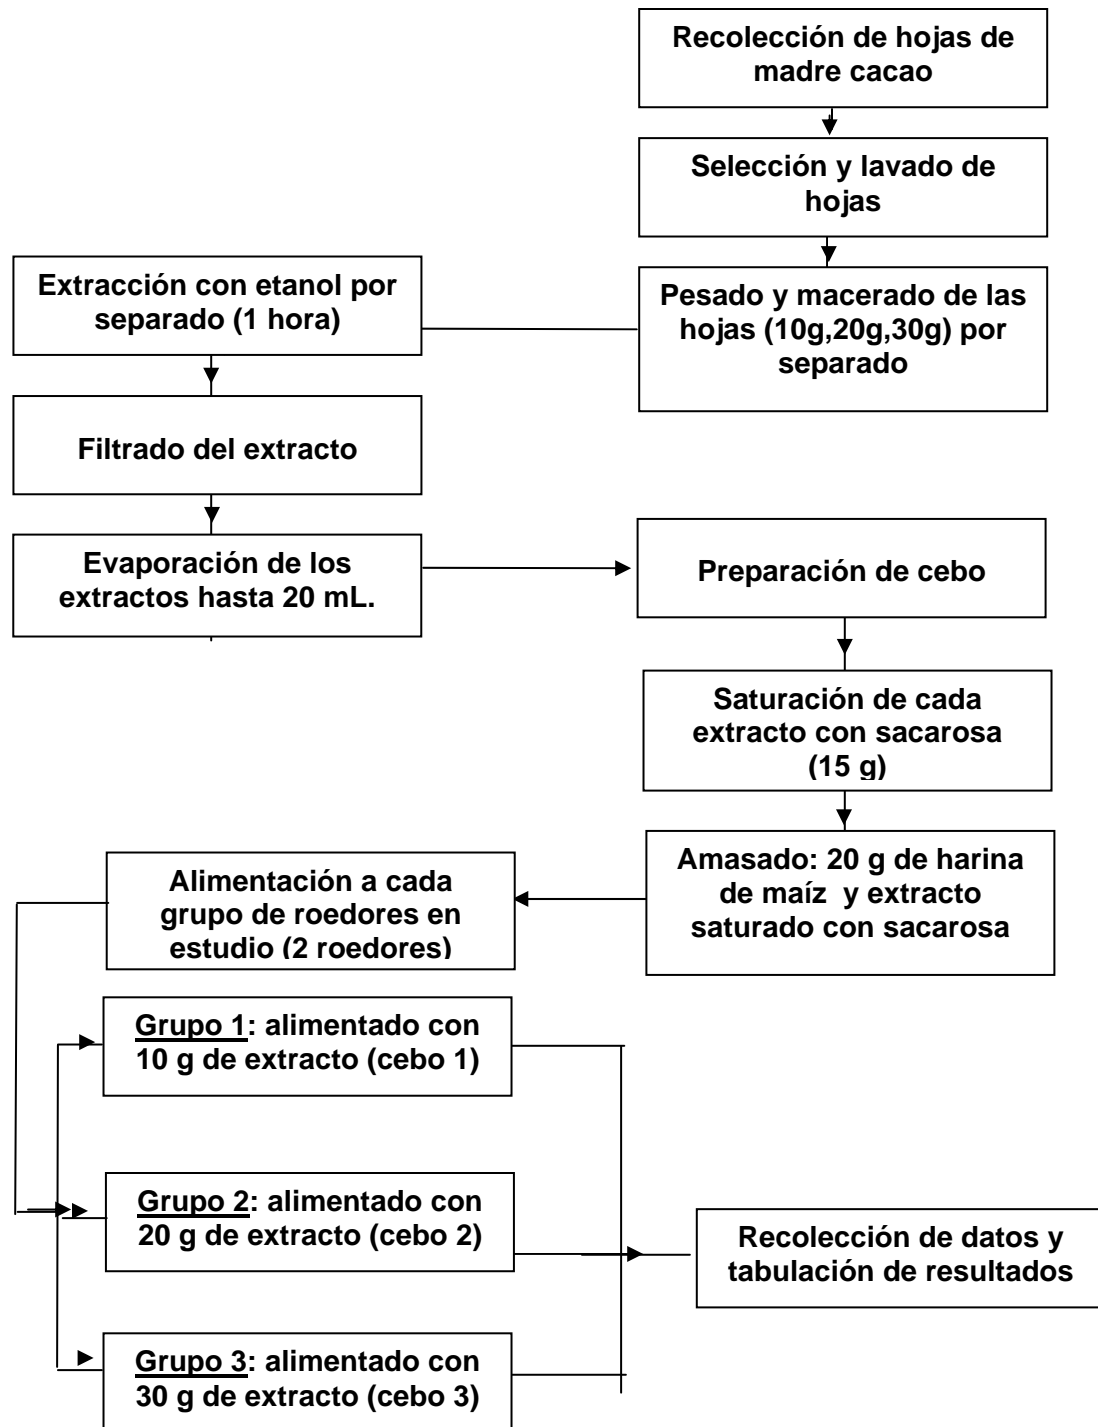 Recolección de hojas de
madre cacao
Selección y lavado de
hojas
Pesado y macerado de las
hojas (10g,20g,30g) por
separado
Extracción con etanol por
separado (1 hora)
Filtrado del extracto
Evaporación de los
extractos hasta 20 mL.
Preparación de cebo
Saturación de cada
extracto con sacarosa
(15 g)
Amasado: 20 g de harina
de maíz y extracto
saturado con sacarosa
Alimentación a cada
grupo de roedores en
estudio (2 roedores)
Grupo 1: alimentado con
10 g de extracto (cebo 1)
Grupo 2: alimentado con
20 g de extracto (cebo 2)
Grupo 3: alimentado con
30 g de extracto (cebo 3)
Recolección de datos y
tabulación de resultados